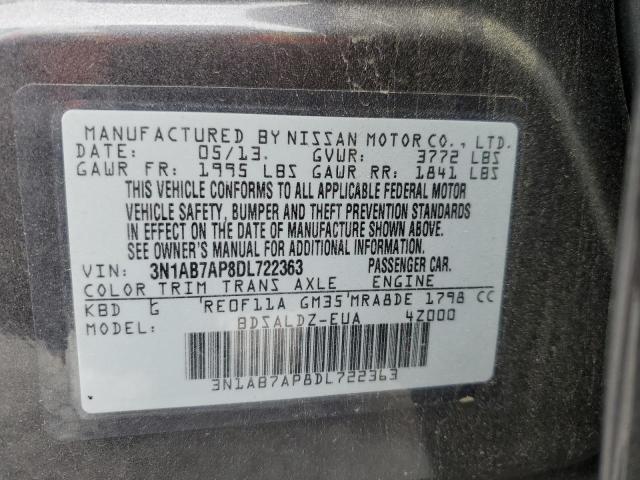 MANUFACTURED BY NISSAN MOTOR CO., LTD.
DATE: 05/13. GVWR: 3772 LBS
GAWR FR: 1995 LBS GAWR RR: 1841 LBS
THIS VEHICLE CONFORMS TO ALL APPLICABLE FEDERAL MOTOR
VEHICLE SAFETY, BUMPER AND THEFT PREVENTION STANDARDS
IN EFFECT ON THE DATE OF MANUFACTURE SHOWN ABOVE.
SEE OWNER'S MANUAL FOR ADDITIONAL INFORMATION.
VIN: 3N1AB7AP8DL722363 PASSENGER CAR.
COLOR TRIM TRANS AXLE ENGINE
KBD G RE0F11A GM35 MRA8DE 1798 CC
MODEL: BDSALDZ-EUA 4Z000
3N1AB7AP8DL722363